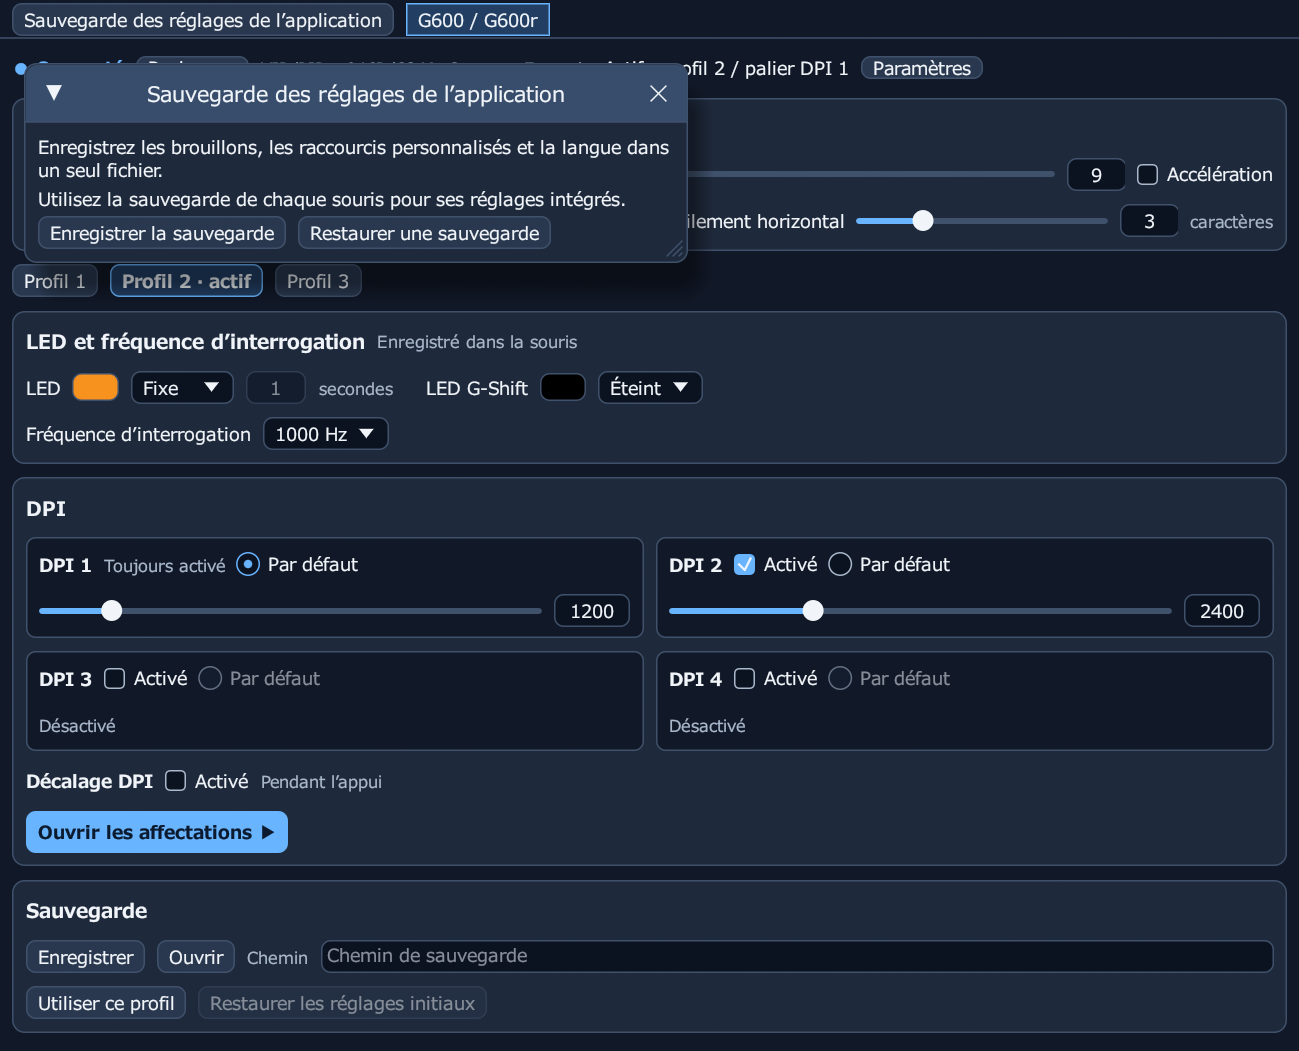 Sauvegarde des réglages de l’application
G600 / G600r
ofil 2 / palier DPI 1
Paramètres
Sauvegarde des réglages de l’application
Enregistrez les brouillons, les raccourcis personnalisés et la langue dans
un seul fichier.
Utilisez la sauvegarde de chaque souris pour ses réglages intégrés.
Enregistrer la sauvegarde
Restaurer une sauvegarde
9
Accélération
ilement horizontal
3
caractères
Profil 1
Profil 2 · actif
Profil 3
LED et fréquence d’interrogation
Enregistré dans la souris
LED
Fixe
1
secondes
LED G-Shift
Éteint
Fréquence d’interrogation
1000 Hz
DPI
DPI 1
Toujours activé
Par défaut
1200
DPI 2
Activé
Par défaut
2400
DPI 3
Activé
Par défaut
Désactivé
DPI 4
Activé
Par défaut
Désactivé
Décalage DPI
Activé
Pendant l’appui
Ouvrir les affectations
Sauvegarde
Enregistrer
Ouvrir
Chemin
Chemin de sauvegarde
Utiliser ce profil
Restaurer les réglages initiaux